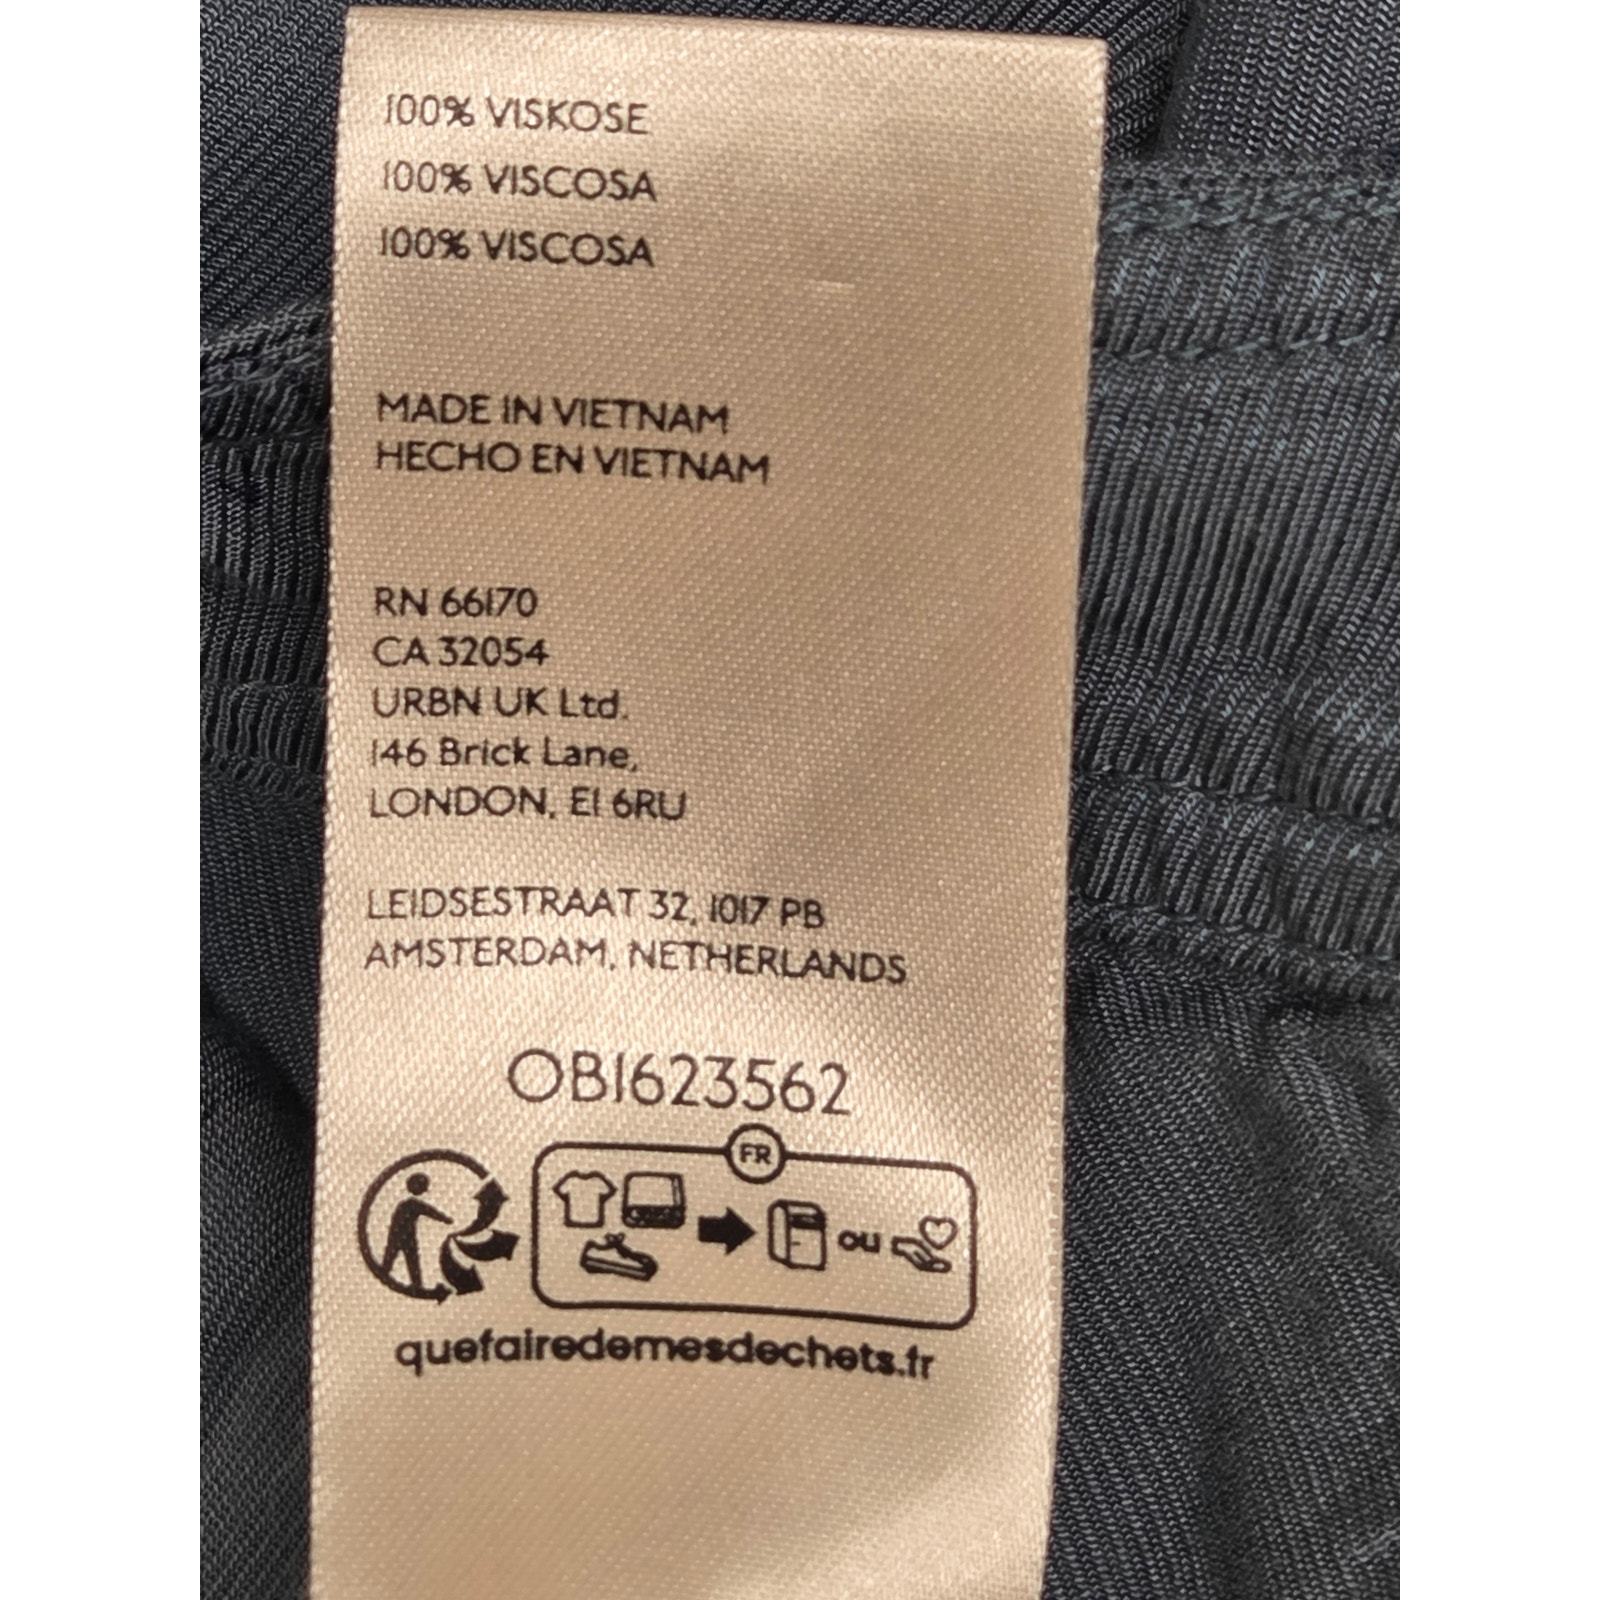 100% VISKOSE
100% VISCOSA
100% VISCOSA
MADE IN VIETNAM
HECHO EN VIETNAM
RN 66170
CA 32054
URBN UK Ltd.
146 Brick Lane,
LONDON, E1 6RU
LEIDSESTRAAT 32, 1017 PB
AMSTERDAM, NETHERLANDS
OB1623562
FR
ou
quefairedemesdechets.fr